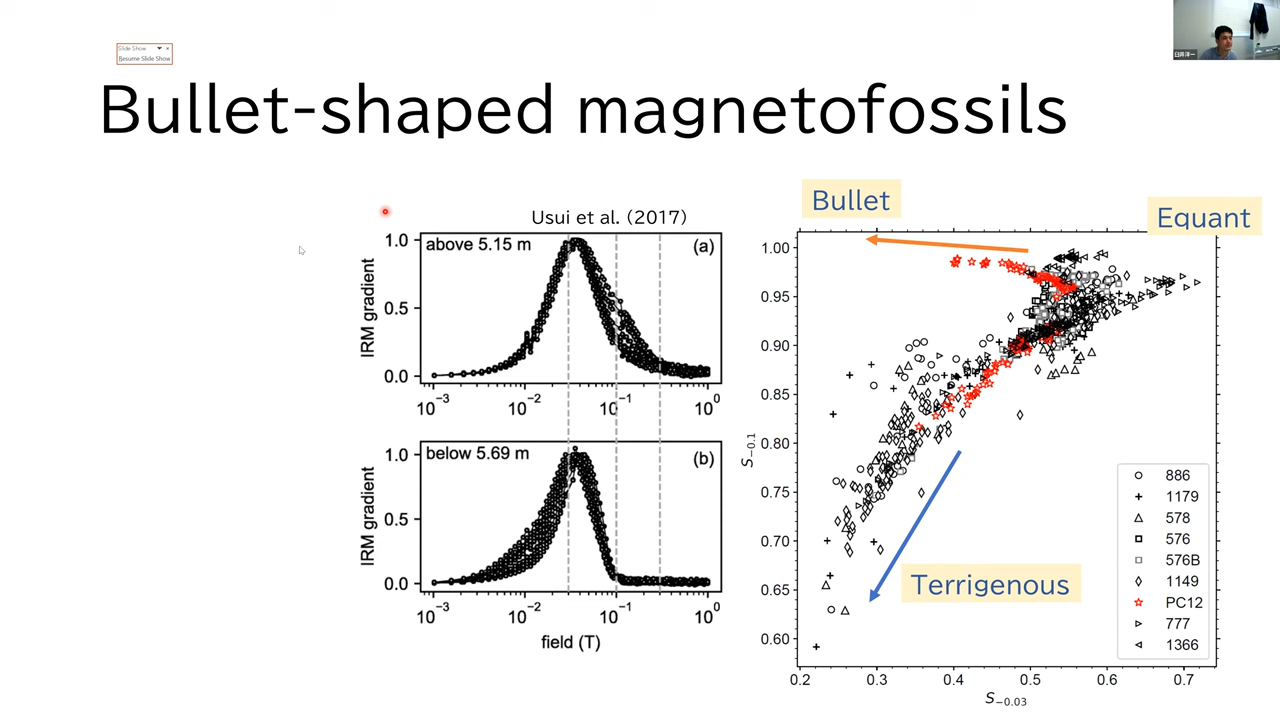 Slide Show
Resume Slide Show
臼井洋一
Bullet-shaped magnetofossils
Usui et al. (2017)
above 5.15 m
(a)
IRM gradient
1.0
0.5
0.0
10⁻³
10⁻²
10⁻¹
10⁰
below 5.69 m
(b)
IRM gradient
1.0
0.5
0.0
10⁻³
10⁻²
10⁻¹
10⁰
field (T)
Bullet
Equant
Terrigenous
S₋₀.₁
1.00
0.95
0.90
0.85
0.80
0.75
0.70
0.65
0.60
886
1179
578
576
576B
1149
PC12
777
1366
0.2
0.3
0.4
0.5
0.6
0.7
S₋₀.₀₃